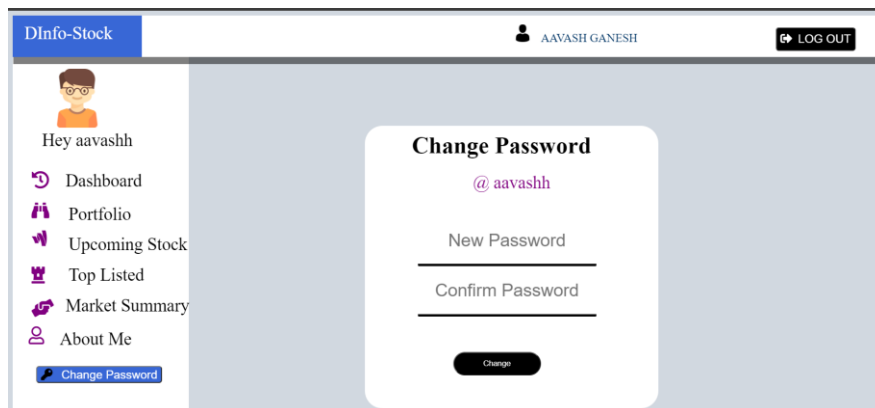 DInfo-Stock
AAVASH GANESH
LOG OUT
Hey aavashh
Dashboard
Portfolio
Upcoming Stock
Top Listed
Market Summary
About Me
Change Password
Change Password
@ aavashh
New Password
Confirm Password
Change